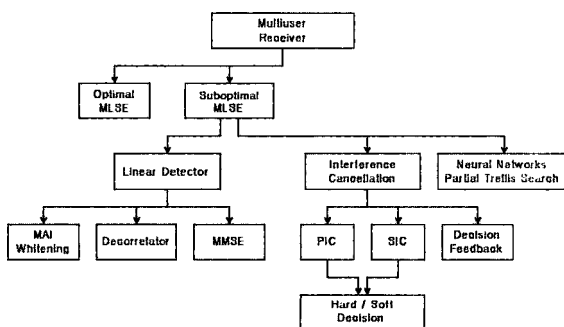 Multiuser
Receiver
Optimal
MLSE
Suboptimal
MLSE
Linear Detector
Interference
Cancellation
Neural Networks
Partial Trellis Search
MAI
Whitening
Decorrelator
MMSE
PIC
SIC
Decision
Feedback
Hard / Soft
Decision